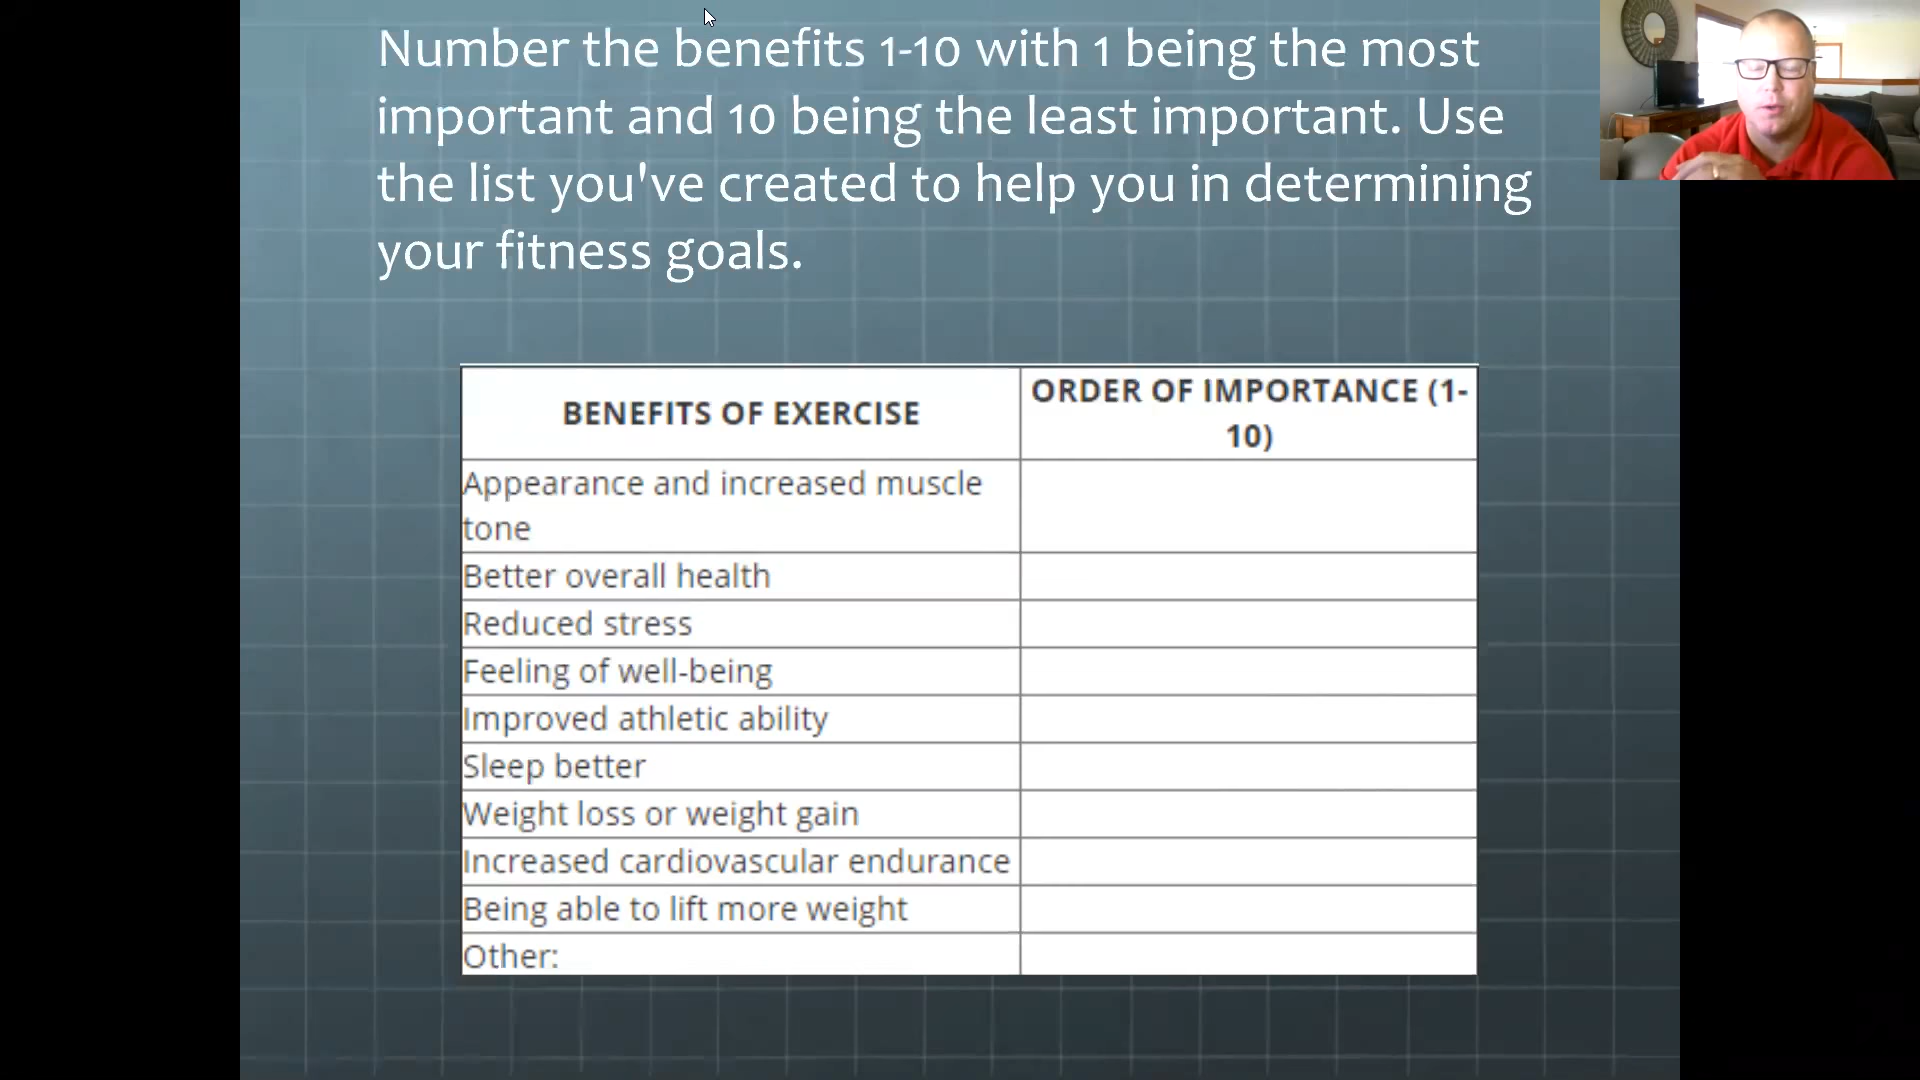 Number the benefits 1-10 with 1 being the most
important and 10 being the least important. Use
the list you've created to help you in determining
your fitness goals.
BENEFITS OF EXERCISE
ORDER OF IMPORTANCE (1-
10)
Appearance and increased muscle
tone
Better overall health
Reduced stress
Feeling of well-being
Improved athletic ability
Sleep better
Weight loss or weight gain
Increased cardiovascular endurance
Being able to lift more weight
Other: